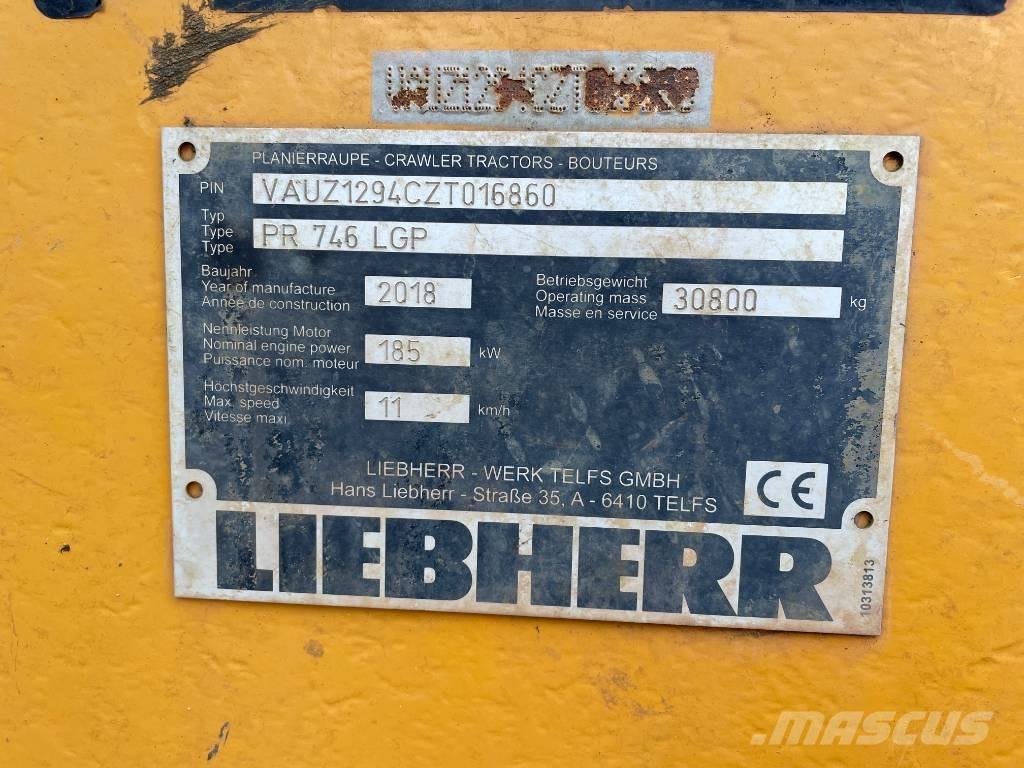 PLANIERRAUPE - CRAWLER TRACTORS - BOUTEURS
PIN VAUZ1294CZT016860
Typ
Type
Type
PR 746 LGP
Baujahr
Year of manufacture
Année de construction
2018
Betriebsgewicht
Operating mass
Masse en service
30800 kg
Nennleistung Motor
Nominal engine power
Puissance nom. moteur
185 kW
Höchstgeschwindigkeit
Max. speed
Vitesse maxi.
11 km/h
LIEBHERR - WERK TELFS GMBH
Hans Liebherr - Straße 35, A - 6410 TELFS
CE
LIEBHERR
10313813
MASCUS